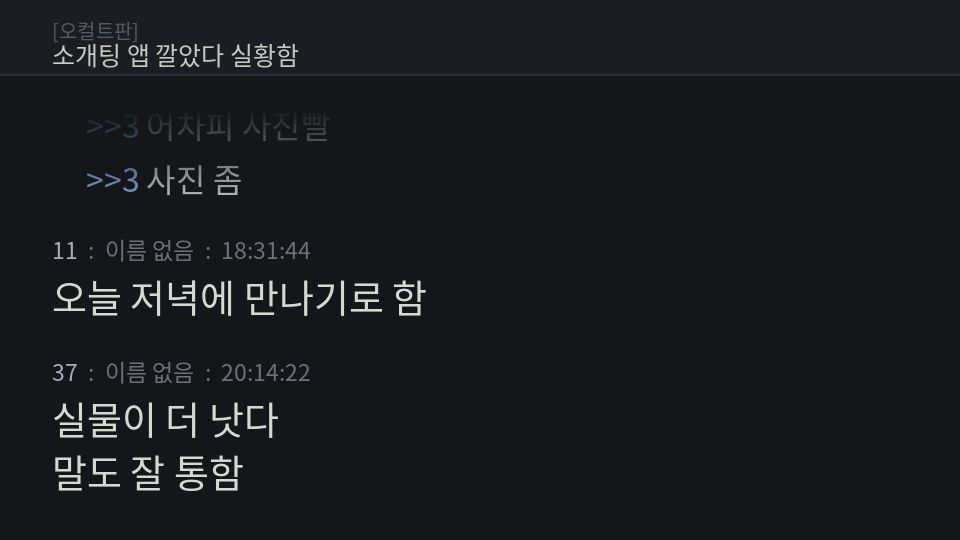 [오컬트판]
소개팅 앱 깔았다 실황함
>>3 어차피 사진빨
>>3 사진 좀
11 : 이름 없음 : 18:31:44
오늘 저녁에 만나기로 함
37 : 이름 없음 : 20:14:22
실물이 더 낫다
말도 잘 통함